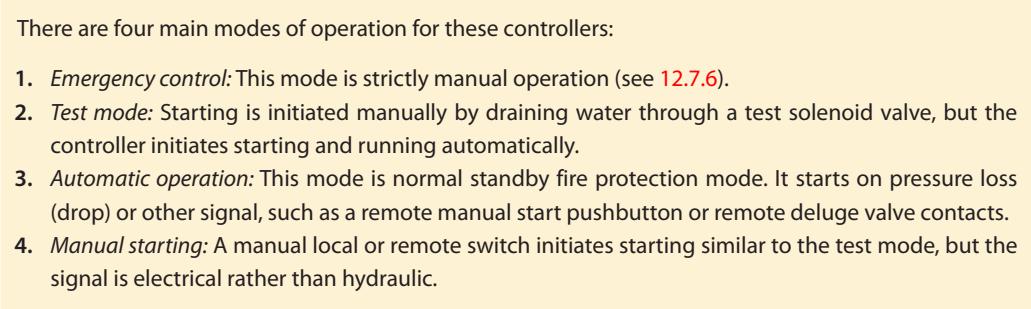 There are four main modes of operation for these controllers:
1. Emergency control: This mode is strictly manual operation (see 12.7.6).
2. Test mode: Starting is initiated manually by draining water through a test solenoid valve, but the
controller initiates starting and running automatically.
3. Automatic operation: This mode is normal standby fire protection mode. It starts on pressure loss
(drop) or other signal, such as a remote manual start pushbutton or remote deluge valve contacts.
4. Manual starting: A manual local or remote switch initiates starting similar to the test mode, but the
signal is electrical rather than hydraulic.